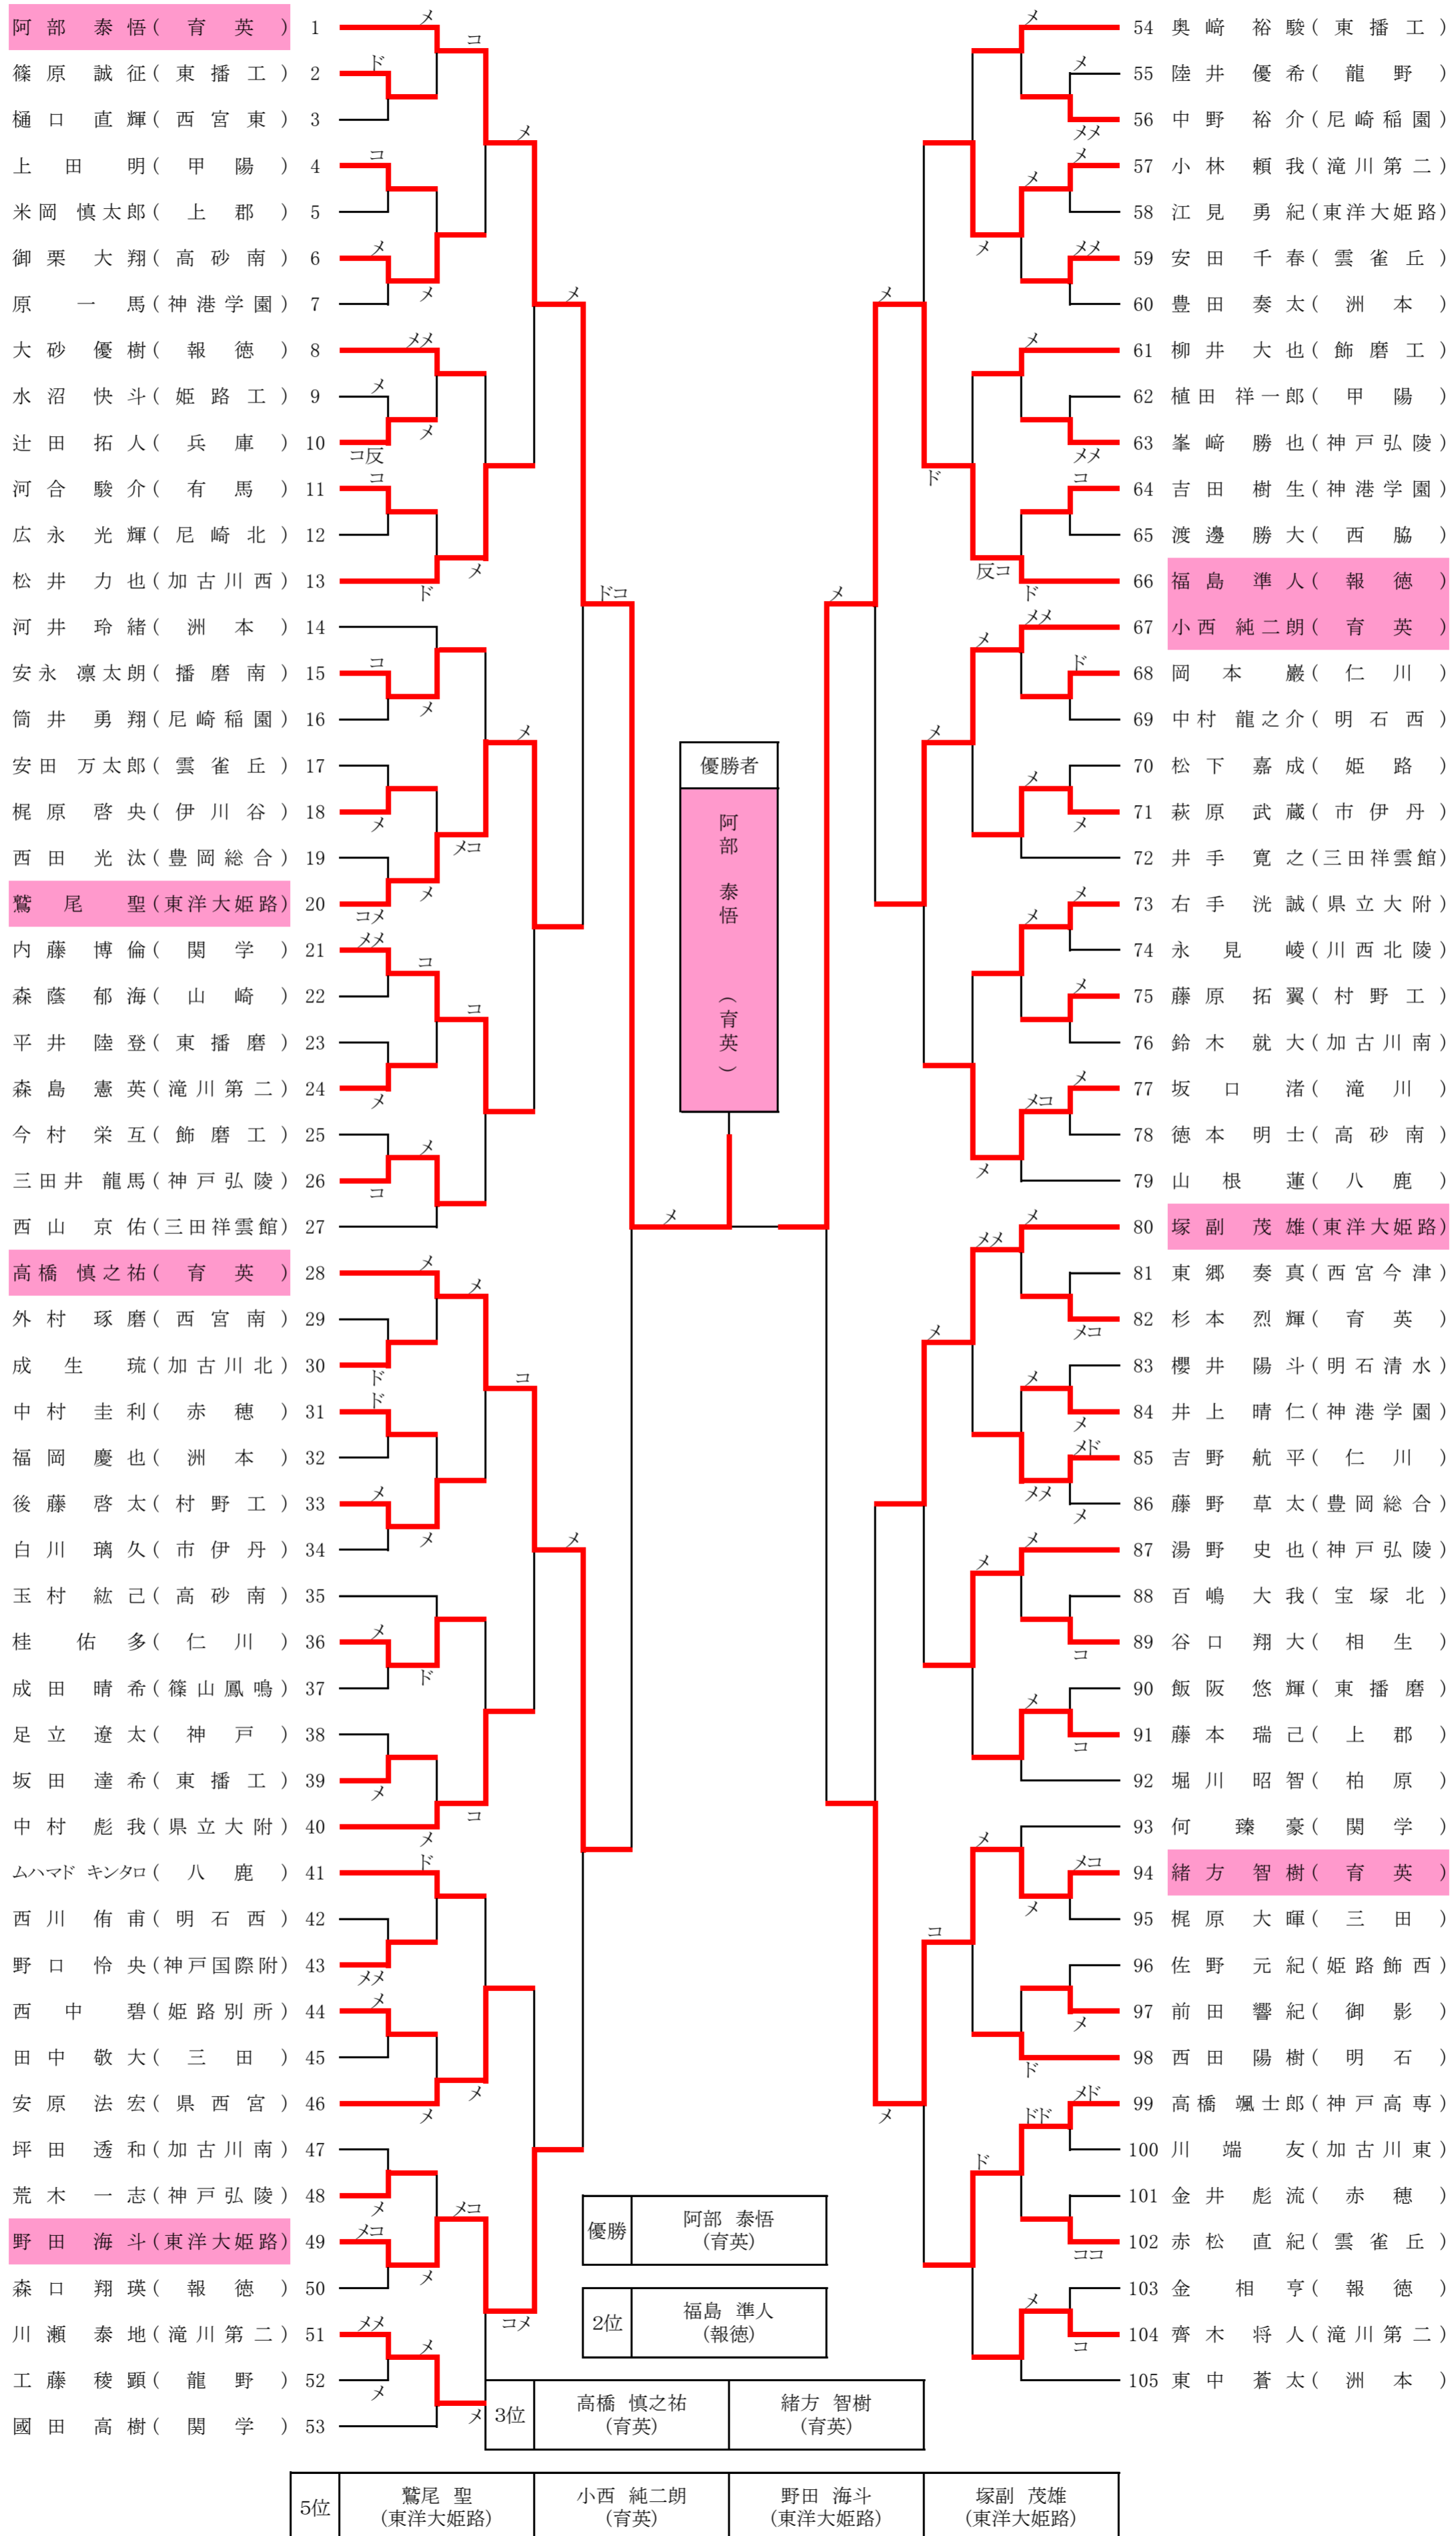 阿部 泰悟(育英) 1
篠原 誠征(東播工) 2
樋口 直輝(西宮東) 3
上田 明(甲陽) 4
米岡 慎太郎(上郡) 5
御栗 大翔(高砂南) 6
原 一馬(神港学園) 7
大砂 優樹(報徳) 8
水沼 快斗(姫路工) 9
辻田 拓人(兵庫) 10
河合 駿介(有馬) 11
広永 光輝(尼崎北) 12
松井 力也(加古川西) 13
河井 玲緒(洲本) 14
安永 凛太朗(播磨南) 15
筒井 勇翔(尼崎稲園) 16
安田 万太郎(雲雀丘) 17
梶原 啓央(伊川谷) 18
西田 光汰(豊岡総合) 19
鷲尾 聖(東洋大姫路) 20
内藤 博倫(関学) 21
森蔭 郁海(山崎) 22
平井 陸登(東播磨) 23
森島 憲英(滝川第二) 24
今村 栄互(飾磨工) 25
三田井 龍馬(神戸弘陵) 26
西山 京佑(三田祥雲館) 27
高橋 慎之祐(育英) 28
外村 琢磨(西宮南) 29
成生 琉(加古川北) 30
中村 圭利(赤穂) 31
福岡 慶也(洲本) 32
後藤 啓太(村野工) 33
白川 璃久(市伊丹) 34
玉村 紘己(高砂南) 35
桂 佑多(仁川) 36
成田 晴希(篠山鳳鳴) 37
足立 遼太(神戸) 38
坂田 達希(東播工) 39
中村 彪我(県立大附) 40
ムハマド キンタロ(八鹿) 41
西川 侑甫(明石西) 42
野口 怜央(神戸国際附) 43
西中 碧(姫路別所) 44
田中 敬大(三田) 45
安原 法宏(県西宮) 46
坪田 透和(加古川南) 47
荒木 一志(神戸弘陵) 48
野田 海斗(東洋大姫路) 49
森口 翔瑛(報徳) 50
川瀬 泰地(滝川第二) 51
工藤 稜顕(龍野) 52
國田 高樹(関学) 53
優勝者
阿部 泰悟 (育英)
54 奥﨑 裕駿(東播工)
55 陸井 優希(龍野)
56 中野 裕介(尼崎稲園)
57 小林 頼我(滝川第二)
58 江見 勇紀(東洋大姫路)
59 安田 千春(雲雀丘)
60 豊田 奏太(洲本)
61 柳井 大也(飾磨工)
62 植田 祥一郎(甲陽)
63 峯﨑 勝也(神戸弘陵)
64 吉田 樹生(神港学園)
65 渡邊 勝大(西脇)
66 福島 準人(報徳)
67 小西 純二朗(育英)
68 岡本 巖(仁川)
69 中村 龍之介(明石西)
70 松下 嘉成(姫路)
71 萩原 武蔵(市伊丹)
72 井手 寛之(三田祥雲館)
73 右手 洸誠(県立大附)
74 永見 崚(川西北陵)
75 藤原 拓翼(村野工)
76 鈴木 就大(加古川南)
77 坂口 渚(滝川)
78 徳本 明士(高砂南)
79 山根 蓮(八鹿)
80 塚副 茂雄(東洋大姫路)
81 東郷 奏真(西宮今津)
82 杉本 烈輝(育英)
83 櫻井 陽斗(明石清水)
84 井上 晴仁(神港学園)
85 吉野 航平(仁川)
86 藤野 草太(豊岡総合)
87 湯野 史也(神戸弘陵)
88 百嶋 大我(宝塚北)
89 谷口 翔大(相生)
90 飯阪 悠輝(東播磨)
91 藤本 瑞己(上郡)
92 堀川 昭智(柏原)
93 何 臻豪(関学)
94 緒方 智樹(育英)
95 梶原 大暉(三田)
96 佐野 元紀(姫路飾西)
97 前田 響紀(御影)
98 西田 陽樹(明石)
99 高橋 颯士郎(神戸高専)
100 川端 友(加古川東)
101 金井 彪流(赤穂)
102 赤松 直紀(雲雀丘)
103 金 相亨(報徳)
104 齊木 将人(滝川第二)
105 東中 蒼太(洲本)
優勝 阿部 泰悟 (育英)
2位 福島 準人 (報徳)
3位 高橋 慎之祐 (育英) 緒方 智樹 (育英)
5位 鷲尾 聖 (東洋大姫路) 小西 純二朗 (育英) 野田 海斗 (東洋大姫路) 塚副 茂雄 (東洋大姫路)